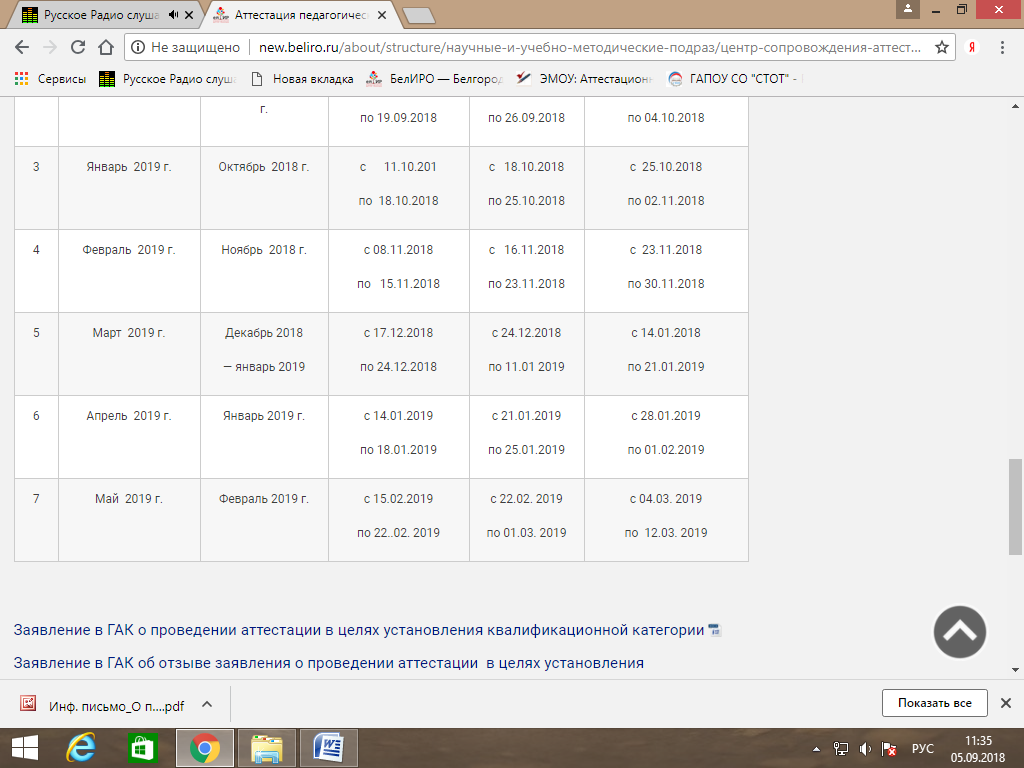 Русское Радио слуша
Аттестация педагогичес
Не защищено new.beliro.ru/about/structure/научные-и-учебно-методические-подраз/центр-сопровождения-аттест...
Сервисы Русское Радио слуш Новая вкладка БелИРО — Белгород ЭМОУ: Аттестацион ГАПОУ СО "СТОТ" -
г. по 19.09.2018 по 26.09.2018 по 04.10.2018
3 Январь 2019 г. Октябрь 2018 г. с 11.10.201 с 18.10.2018 с 25.10.2018
по 18.10.2018 по 25.10.2018 по 02.11.2018
4 Февраль 2019 г. Ноябрь 2018 г. с 08.11.2018 с 16.11.2018 с 23.11.2018
по 15.11.2018 по 23.11.2018 по 30.11.2018
5 Март 2019 г. Декабрь 2018 с 17.12.2018 с 24.12.2018 с 14.01.2018
— январь 2019 по 24.12.2018 по 11.01 2019 по 21.01.2019
6 Апрель 2019 г. Январь 2019 г. с 14.01.2019 с 21.01.2019 с 28.01.2019
по 18.01.2019 по 25.01.2019 по 01.02.2019
7 Май 2019 г. Февраль 2019 г. с 15.02.2019 с 22.02. 2019 с 04.03. 2019
по 22..02. 2019 по 01.03. 2019 по 12.03. 2019
Заявление в ГАК о проведении аттестации в целях установления квалификационной категории
Заявление в ГАК об отзыве заявления о проведении аттестации в целях установления
Инф. письмо_О п....pdf Показать все
РУС 11:35
05.09.2018